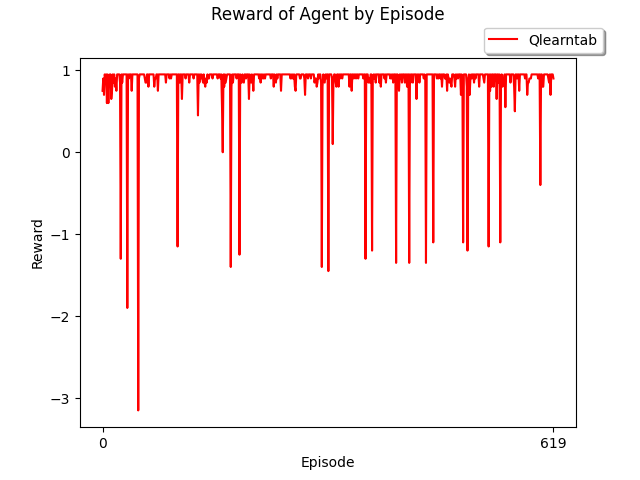 Reward of Agent by Episode
Qlearntab
1
0
−1
−2
−3
Reward
0
619
Episode